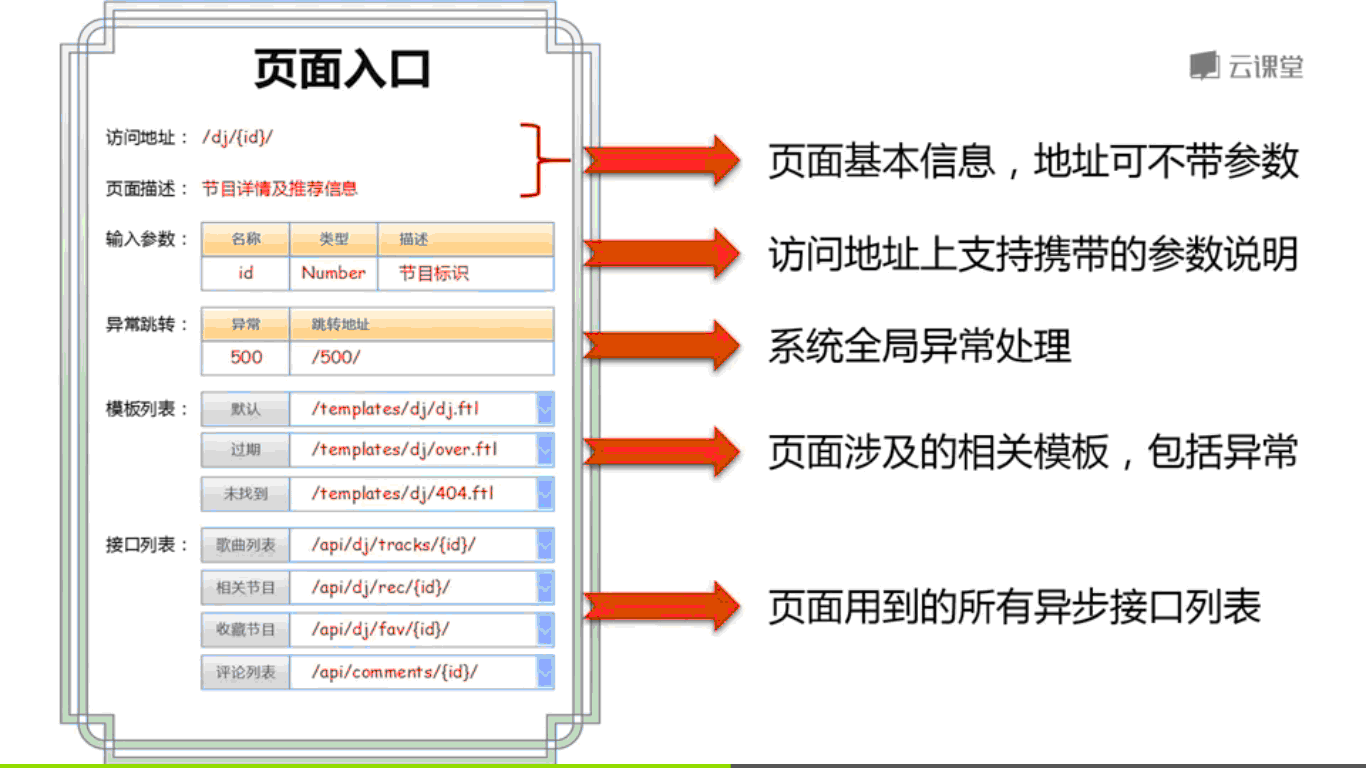 页面入口
云课堂
访问地址： /dj/{id}/
页面基本信息，地址可不带参数
页面描述： 节目详情及推荐信息
输入参数： 名称 类型 描述
id Number 节目标识
访问地址上支持携带的参数说明
异常跳转： 异常 跳转地址
500 /500/
系统全局异常处理
模板列表： 默认 /templates/dj/dj.ftl
过期 /templates/dj/over.ftl
未找到 /templates/dj/404.ftl
页面涉及的相关模板，包括异常
接口列表： 歌曲列表 /api/dj/tracks/{id}/
相关节目 /api/dj/rec/{id}/
收藏节目 /api/dj/fav/{id}/
评论列表 /api/comments/{id}/
页面用到的所有异步接口列表